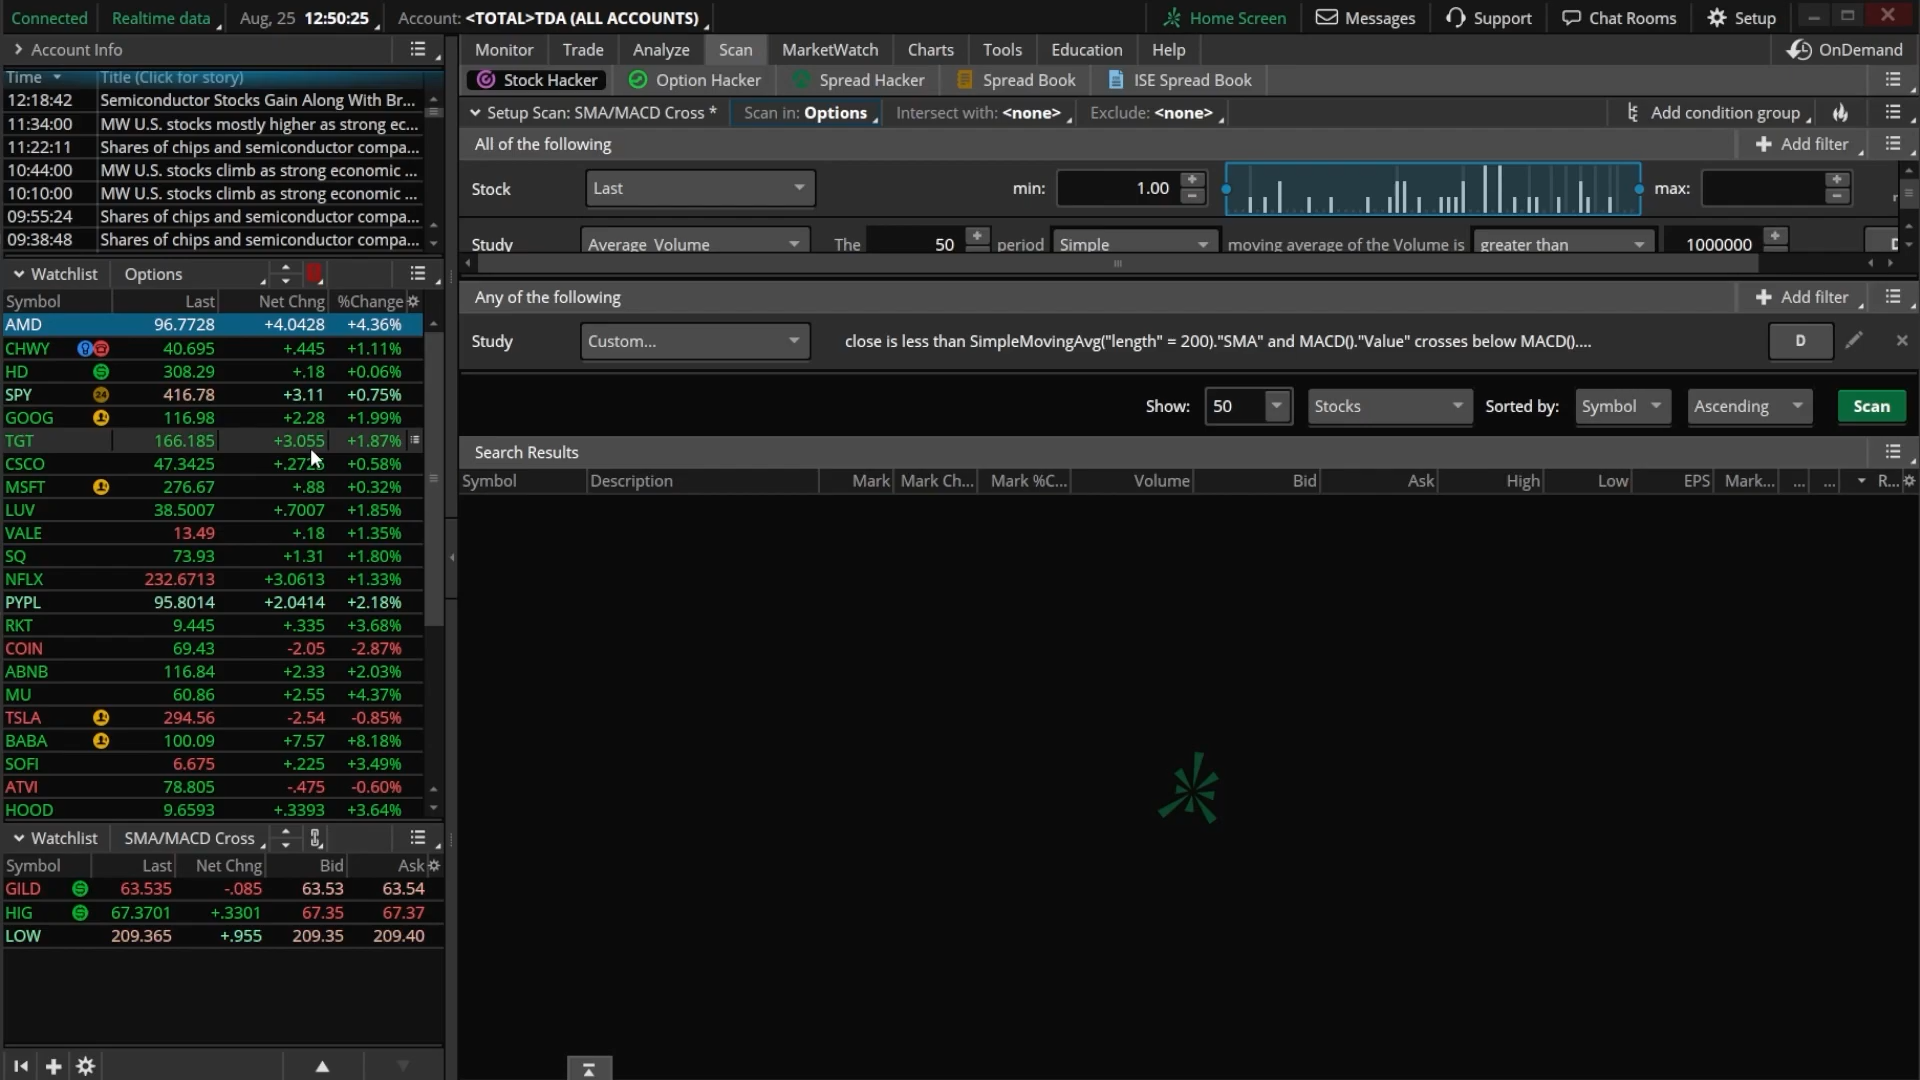 Connected Realtime data Aug, 25 12:50:25 Account: <TOTAL>TDA (ALL ACCOUNTS) Home Screen Messages Support Chat Rooms Setup
Account Info
Monitor Trade Analyze Scan MarketWatch Charts Tools Education Help OnDemand
Stock Hacker Option Hacker Spread Hacker Spread Book ISE Spread Book
Setup Scan: SMA/MACD Cross * Scan in: Options Intersect with: <none> Exclude: <none> Add condition group
All of the following Add filter
Stock Last min: 1.00 max:
Study Average Volume The 50 period Simple moving average of the Volume is greater than 1000000
Any of the following Add filter
Study Custom... close is less than SimpleMovingAvg("length" = 200)."SMA" and MACD()."Value" crosses below MACD().... D
Show: 50 Stocks Sorted by: Symbol Ascending Scan
Search Results
Symbol Description Mark Mark Ch... Mark %C... Volume Bid Ask High Low EPS Mark... ... ... R...
Time Title (Click for story)
12:18:42 Semiconductor Stocks Gain Along With Br...
11:34:00 MW U.S. stocks mostly higher as strong ec...
11:22:11 Shares of chips and semiconductor compa...
10:44:00 MW U.S. stocks climb as strong economic ...
10:10:00 MW U.S. stocks climb as strong economic ...
09:55:24 Shares of chips and semiconductor compa...
09:38:48 Shares of chips and semiconductor compa...
Watchlist Options
Symbol Last Net Chng %Change
AMD 96.7728 +4.0428 +4.36%
CHWY 40.695 +.445 +1.11%
HD 308.29 +.18 +0.06%
SPY 24 416.78 +3.11 +0.75%
GOOG 116.98 +2.28 +1.99%
TGT 166.185 +3.055 +1.87%
CSCO 47.3425 +0.58%
MSFT 276.67 +.88 +0.32%
LUV 38.5007 +.7007 +1.85%
VALE 13.49 +.18 +1.35%
SQ 73.93 +1.31 +1.80%
NFLX 232.6713 +3.0613 +1.33%
PYPL 95.8014 +2.0414 +2.18%
RKT 9.445 +.335 +3.68%
COIN 69.43 -2.05 -2.87%
ABNB 116.84 +2.33 +2.03%
MU 60.86 +2.55 +4.37%
TSLA 294.56 -2.54 -0.85%
BABA 100.09 +7.57 +8.18%
SOFI 6.675 +.225 +3.49%
ATVI 78.805 -.475 -0.60%
HOOD 9.6593 +.3393 +3.64%
Watchlist SMA/MACD Cross
Symbol Last Net Chng Bid Ask
GILD 63.535 -.085 63.53 63.54
HIG 67.3701 +.3301 67.35 67.37
LOW 209.365 +.955 209.35 209.40